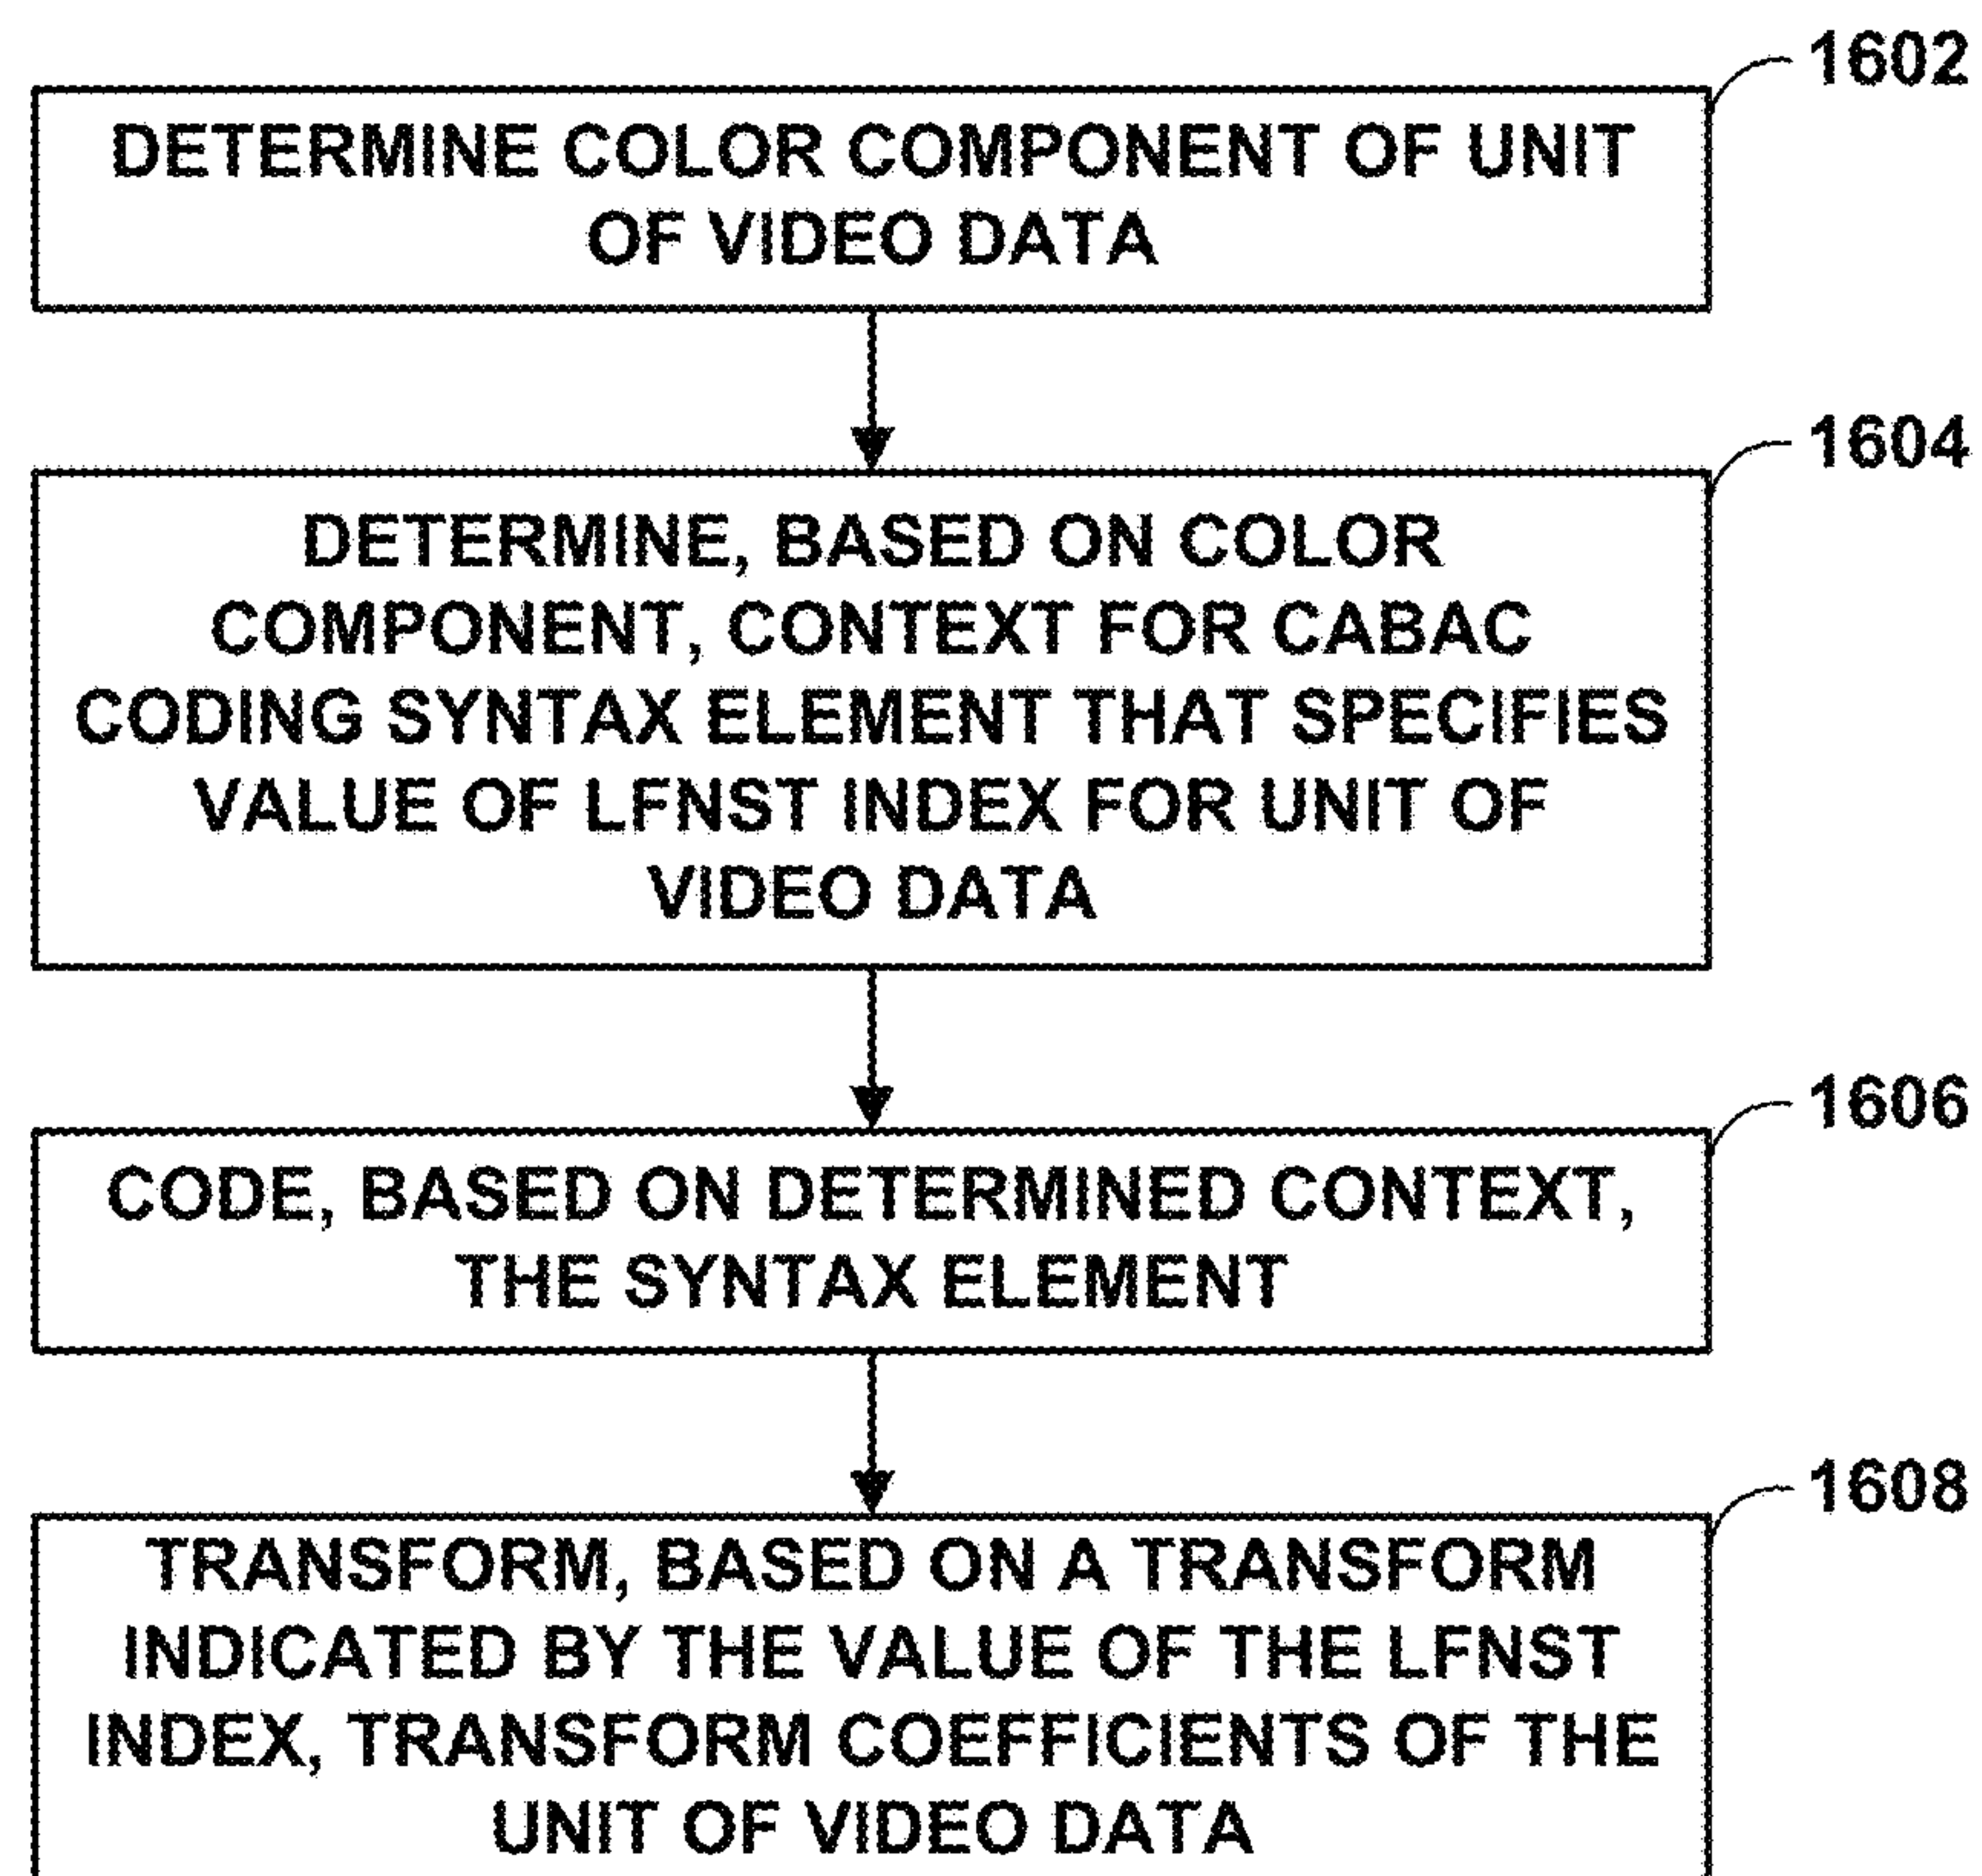 1602
DETERMINE COLOR COMPONENT OF UNIT
OF VIDEO DATA
1604
DETERMINE, BASED ON COLOR
COMPONENT, CONTEXT FOR CABAC
CODING SYNTAX ELEMENT THAT SPECIFIES
VALUE OF LFNST INDEX FOR UNIT OF
VIDEO DATA
1606
CODE, BASED ON DETERMINED CONTEXT,
THE SYNTAX ELEMENT
1608
TRANSFORM, BASED ON A TRANSFORM
INDICATED BY THE VALUE OF THE LFNST
INDEX, TRANSFORM COEFFICIENTS OF THE
UNIT OF VIDEO DATA